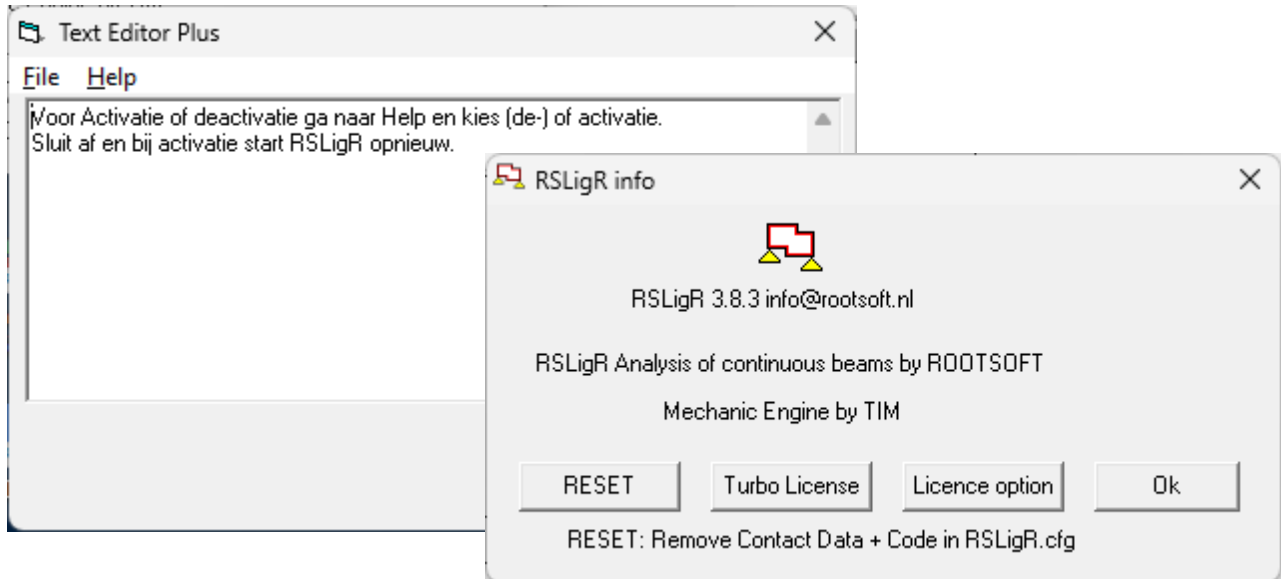 Text Editor Plus
File Help
Voor Activatie of deactivatie ga naar Help en kies (de-) of activatie.
Sluit af en bij activatie start RSLigR opnieuw.
RSLigR info
RSLigR 3.8.3 info@rootsoft.nl
RSLigR Analysis of continuous beams by ROOTSOFT
Mechanic Engine by TIM
RESET Turbo License Licence option Ok
RESET: Remove Contact Data + Code in RSLigR.cfg